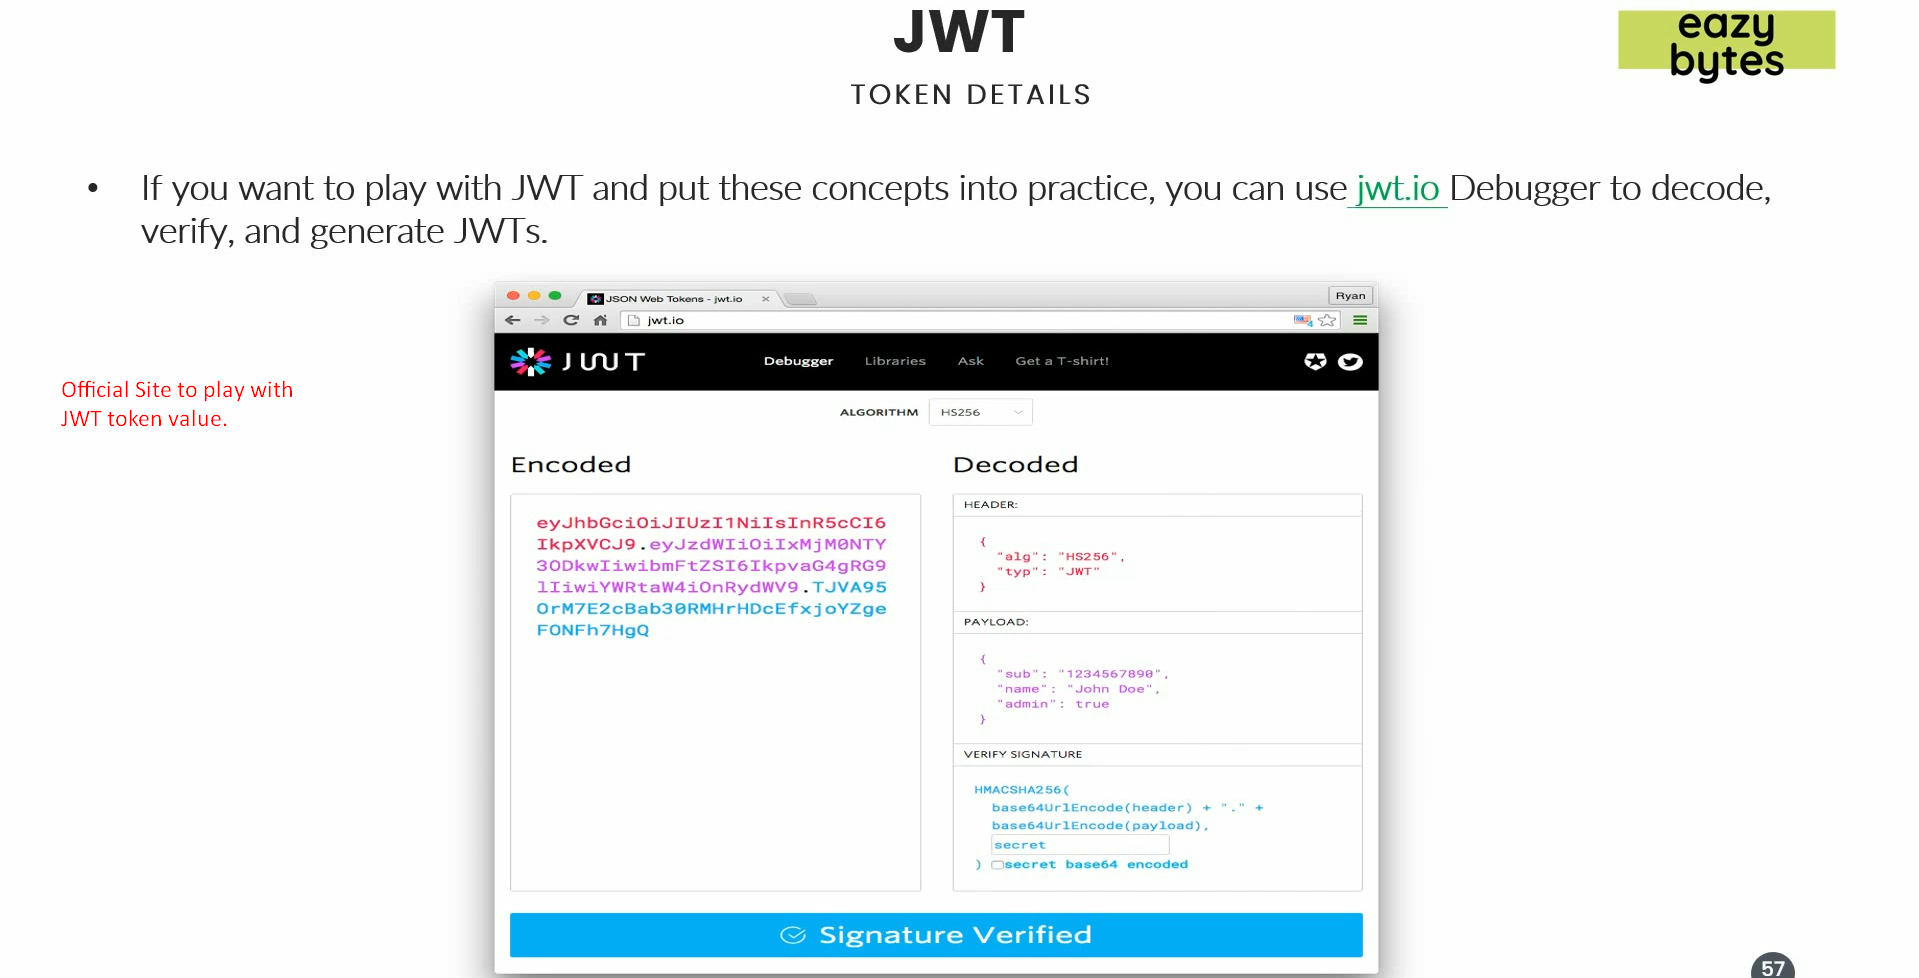 JWT
eazy
bytes
TOKEN DETAILS
• If you want to play with JWT and put these concepts into practice, you can use jwt.io Debugger to decode,
verify, and generate JWTs.
JSON Web Tokens - jwt.io
Ryan
jwt.io
JWT
Debugger Libraries Ask Get a T-shirt!
Official Site to play with
JWT token value.
ALGORITHM HS256
Encoded
eyJhbGciOiJIUzI1NiIsInR5cCI6
IkpXVCJ9.eyJzdWIiOiIxMjM0NTY
3ODkwIiwibmFtZSI6IkpvaG4gRG9
lIiwiYWRtaW4iOnRydWV9.TJVA95
OrM7E2cBab30RMHrHDcEfxjoYZge
FONFh7HgQ
Decoded
HEADER:
{
"alg": "HS256",
"typ": "JWT"
}
PAYLOAD:
{
"sub": "1234567890",
"name": "John Doe",
"admin": true
}
VERIFY SIGNATURE
HMACSHA256(
base64UrlEncode(header) + "." +
base64UrlEncode(payload),
secret
) secret base64 encoded
Signature Verified
57